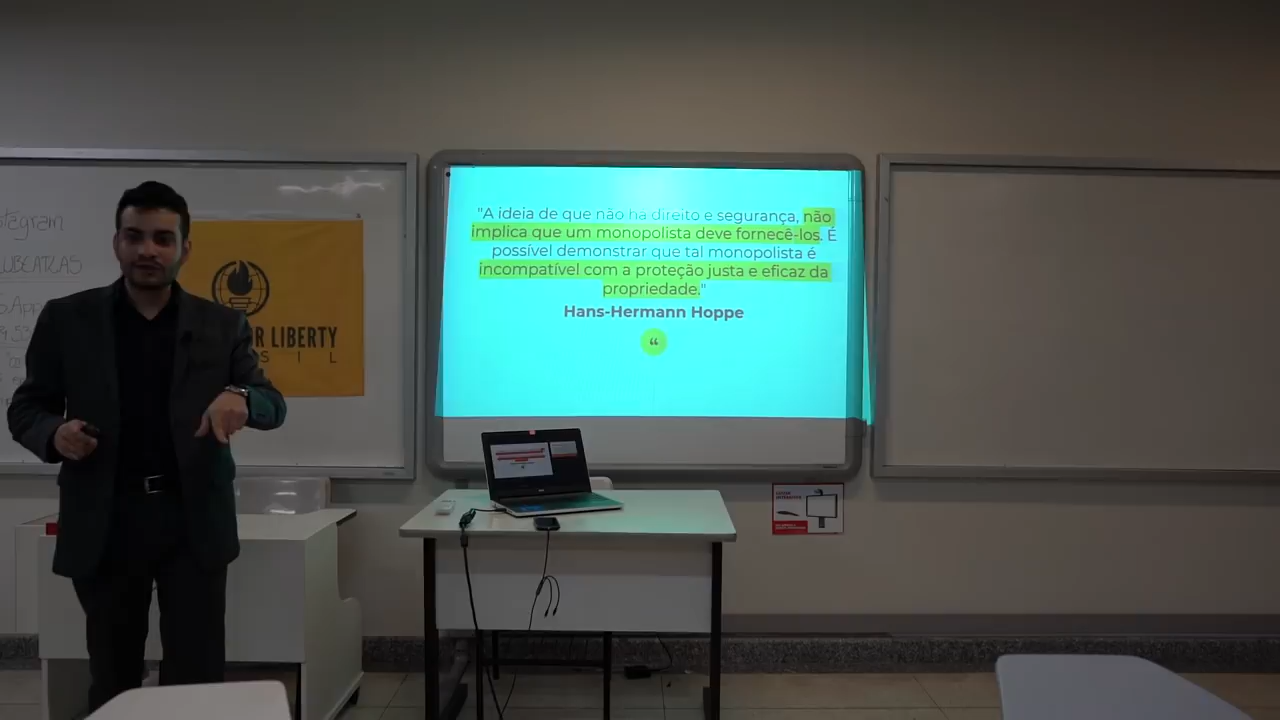 "A ideia de que não há direito e segurança, não
implica que um monopolista deve fornecê-los. É
possível demonstrar que tal monopolista é
incompatível com a proteção justa e eficaz da
propriedade."
Hans-Hermann Hoppe
“
R LIBERTY
S I L